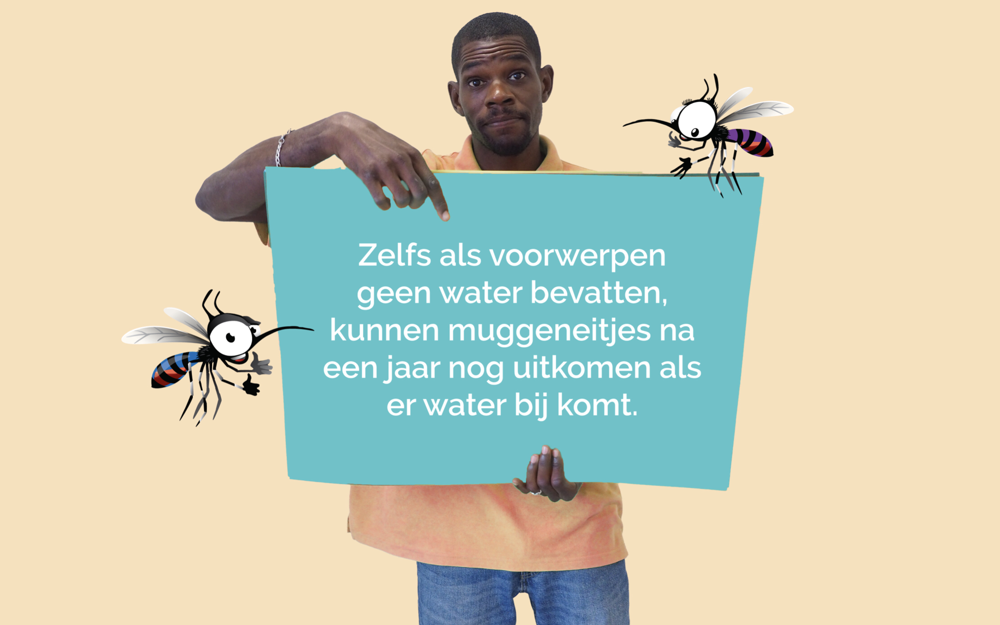 Zelfs als voorwerpen
geen water bevatten,
kunnen muggeneitjes na
een jaar nog uitkomen als
er water bij komt.